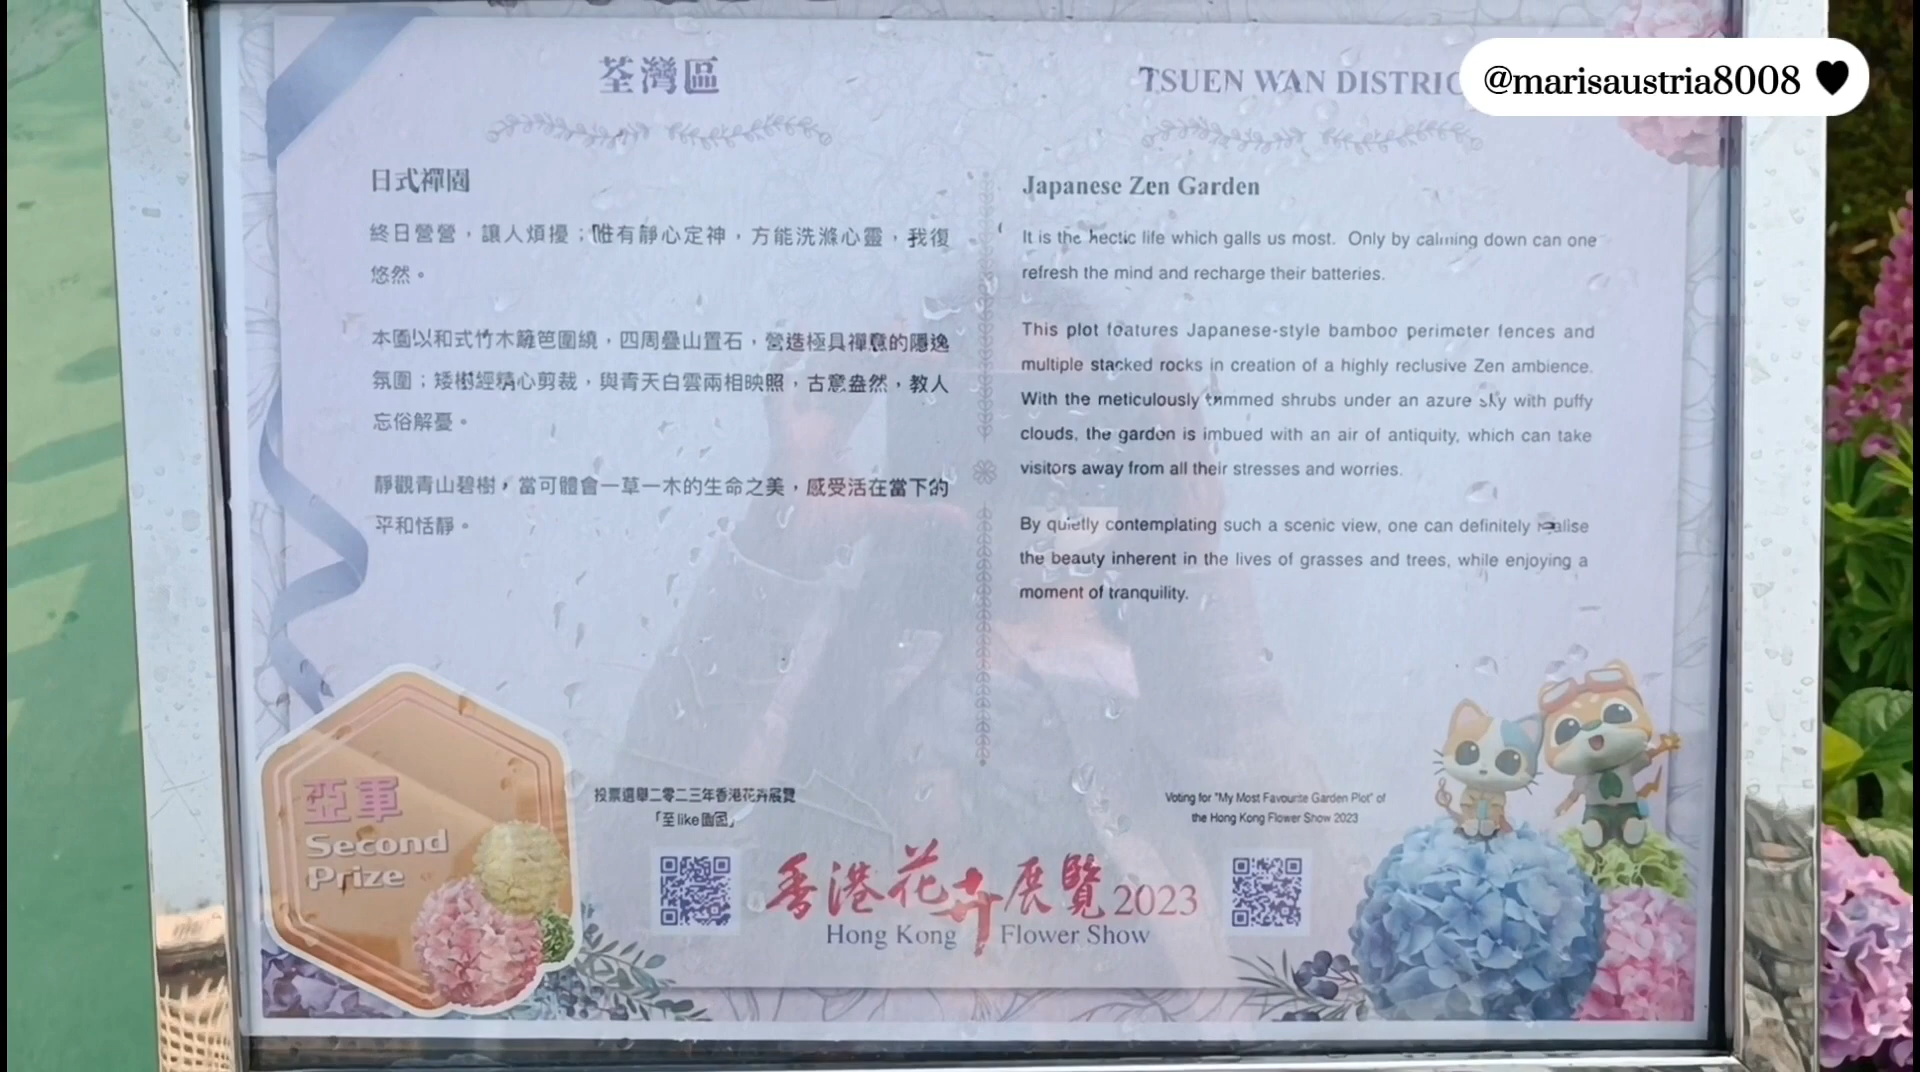 荃灣區
日式禪園
終日營營，讓人煩擾；唯有靜心定神，方能洗滌心靈，我復
悠然。
本園以和式竹木籬笆圍繞，四周疊山置石，營造極具禪意的隱逸
氛圍；矮樹經精心剪裁，與青天白雲兩相映照，古意盎然，教人
忘俗解憂。
靜觀青山碧樹，當可體會一草一木的生命之美，感受活在當下的
平和恬靜。
TSUEN WAN DISTRIC
@marisaustria8008
Japanese Zen Garden
It is the hectic life which galls us most. Only by calming down can one
refresh the mind and recharge their batteries.
This plot features Japanese-style bamboo perimeter fences and
multiple stacked rocks in creation of a highly reclusive Zen ambience.
With the meticulously trimmed shrubs under an azure sky with puffy
clouds, the garden is imbued with an air of antiquity, which can take
visitors away from all their stresses and worries.
By quietly contemplating such a scenic view, one can definitely realise
the beauty inherent in the lives of grasses and trees, while enjoying a
moment of tranquility.
亞軍
Second
Prize
投票選舉二零二三年香港花卉展覽
「至like園圃」
Voting for "My Most Favourite Garden Plot" of
the Hong Kong Flower Show 2023
香港花卉展覽2023
Hong Kong Flower Show